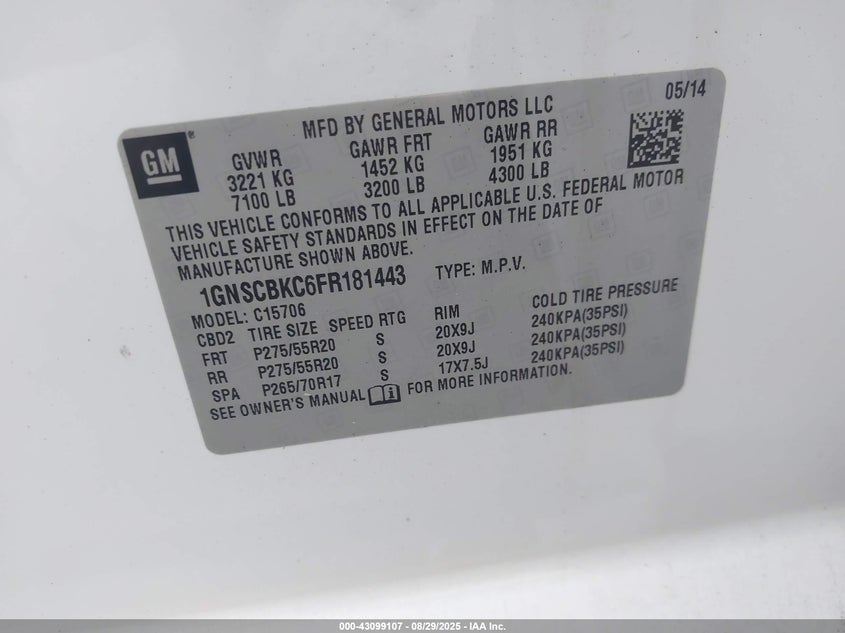 05/14
MFD BY GENERAL MOTORS LLC
GM®
GVWR GAWR FRT GAWR RR
3221 KG 1452 KG 1951 KG
7100 LB 3200 LB 4300 LB
THIS VEHICLE CONFORMS TO ALL APPLICABLE U.S. FEDERAL MOTOR
VEHICLE SAFETY STANDARDS IN EFFECT ON THE DATE OF
MANUFACTURE SHOWN ABOVE.
1GNSCBKC6FR181443 TYPE: M.P.V.
MODEL: C15706
CBD2 TIRE SIZE SPEED RTG RIM COLD TIRE PRESSURE
FRT P275/55R20 S 20X9J 240KPA(35PSI)
RR P275/55R20 S 20X9J 240KPA(35PSI)
SPA P265/70R17 S 17X7.5J 240KPA(35PSI)
SEE OWNER'S MANUAL FOR MORE INFORMATION.
000-43099107 - 08/29/2025 - IAA Inc.